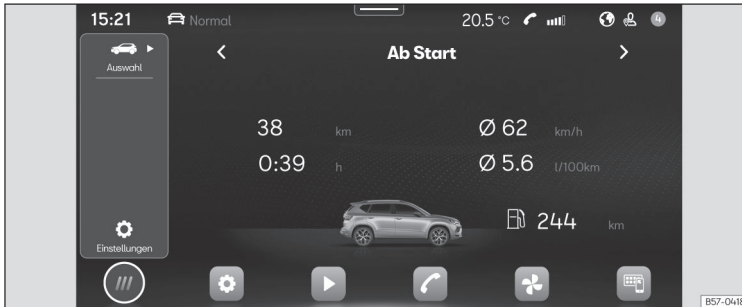 15:21 Normal 20.5 °C 4
Auswahl
Ab Start
38 km Ø 62 km/h
0:39 h Ø 5.6 l/100km
244 km
Einstellungen
B57-0418